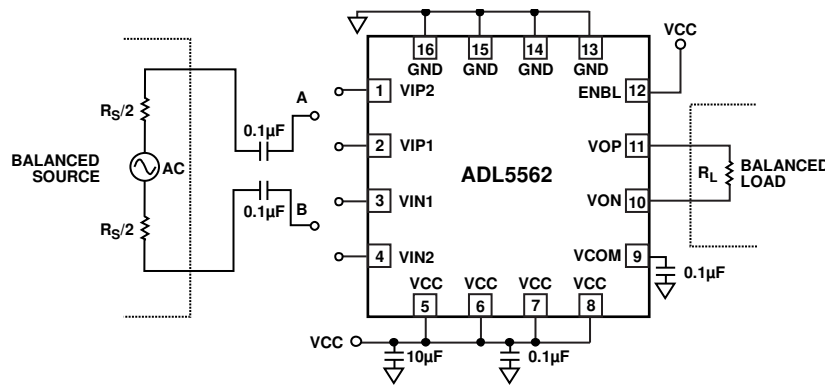 16 15 14 13
GND GND GND GND
VCC
ENBL 12
1 VIP2
A
0.1µF
R_S/2
AC
BALANCED
SOURCE
R_S/2
0.1µF
B
2 VIP1
3 VIN1
4 VIN2
ADL5562
VOP 11
VON 10
R_L
BALANCED
LOAD
VCOM 9
0.1µF
VCC VCC VCC VCC
5 6 7 8
VCC
10µF
0.1µF